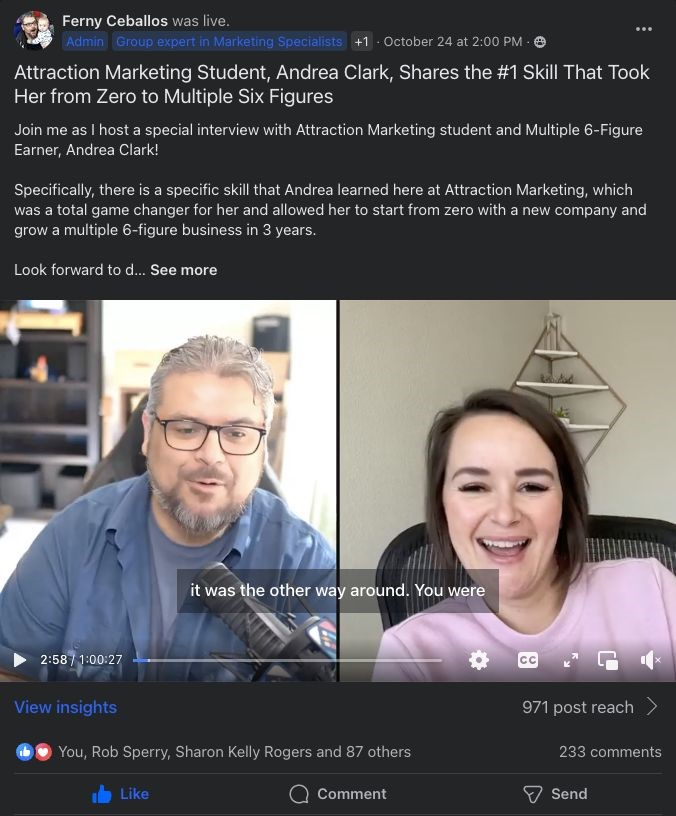 Ferny Ceballos was live.
Admin Group expert in Marketing Specialists +1 · October 24 at 2:00 PM ·
Attraction Marketing Student, Andrea Clark, Shares the #1 Skill That Took
Her from Zero to Multiple Six Figures
Join me as I host a special interview with Attraction Marketing student and Multiple 6-Figure
Earner, Andrea Clark!
Specifically, there is a specific skill that Andrea learned here at Attraction Marketing, which
was a total game changer for her and allowed her to start from zero with a new company and
grow a multiple 6-figure business in 3 years.
Look forward to d... See more
it was the other way around. You were
2:58 / 1:00:27 CC
View insights 971 post reach
You, Rob Sperry, Sharon Kelly Rogers and 87 others 233 comments
Like Comment Send